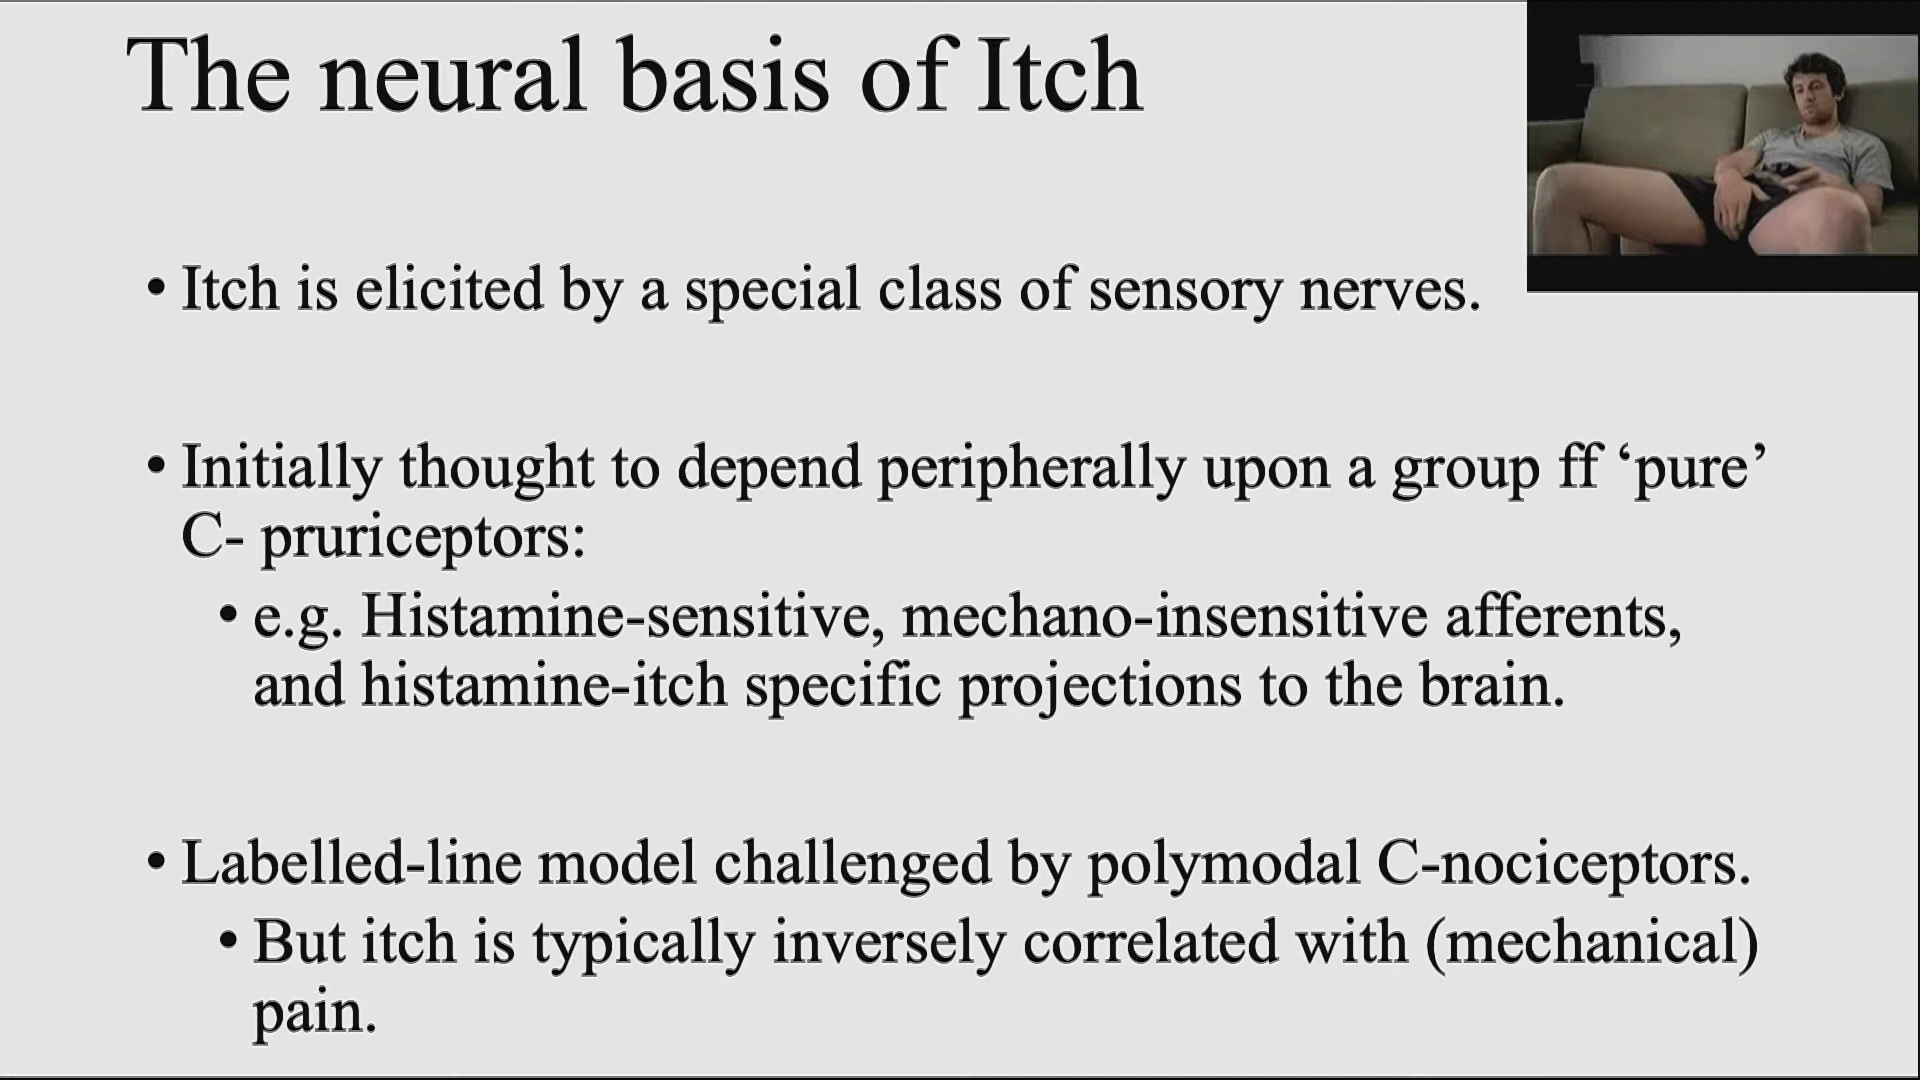 The neural basis of Itch
• Itch is elicited by a special class of sensory nerves.
• Initially thought to depend peripherally upon a group ff ‘pure’
C- pruriceptors:
• e.g. Histamine-sensitive, mechano-insensitive afferents,
and histamine-itch specific projections to the brain.
• Labelled-line model challenged by polymodal C-nociceptors.
• But itch is typically inversely correlated with (mechanical)
pain.